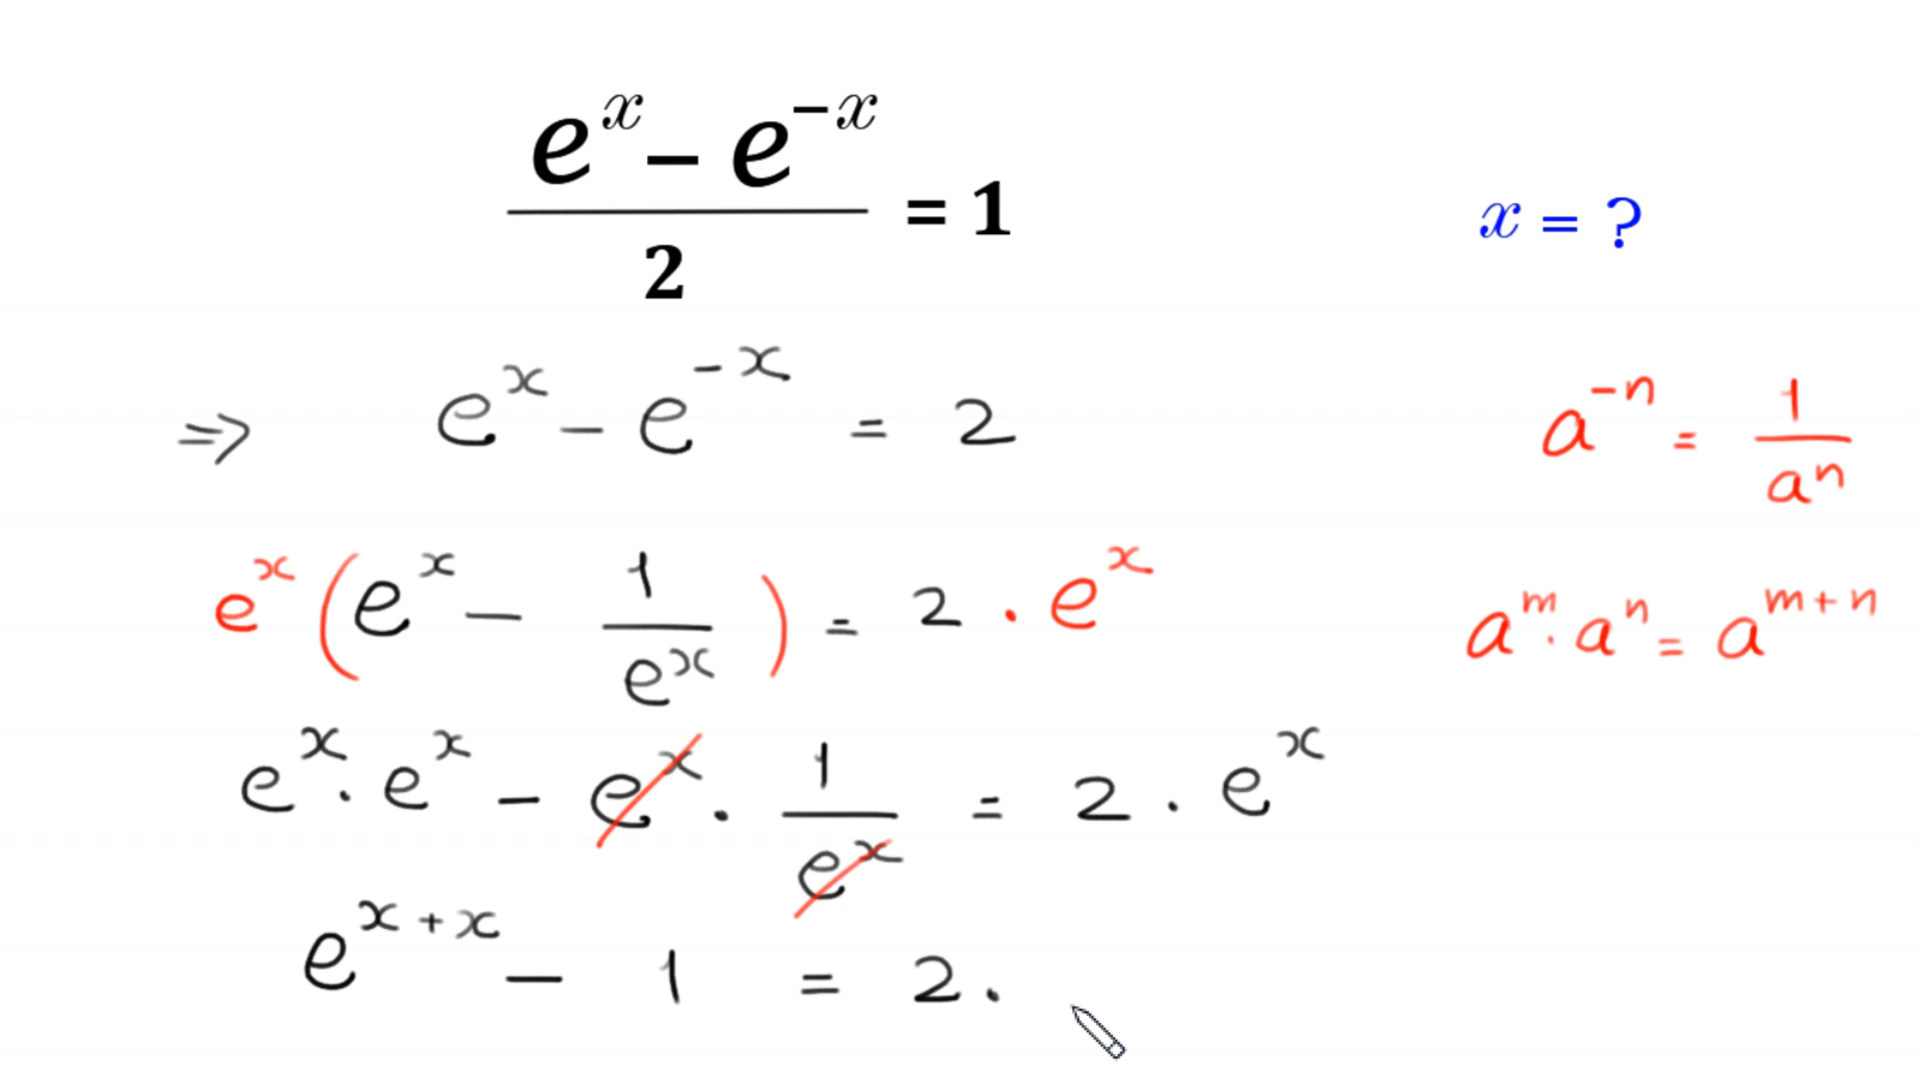 (e^x - e^{-x})/2 = 1
x = ?
⇒ e^x - e^{-x} = 2
a^{-n} = 1/a^n
e^x (e^x - 1/e^x) = 2 · e^x
a^m · a^n = a^{m+n}
e^x · e^x - e^x · 1/e^x = 2 · e^x
e^{x+x} - 1 = 2 ·